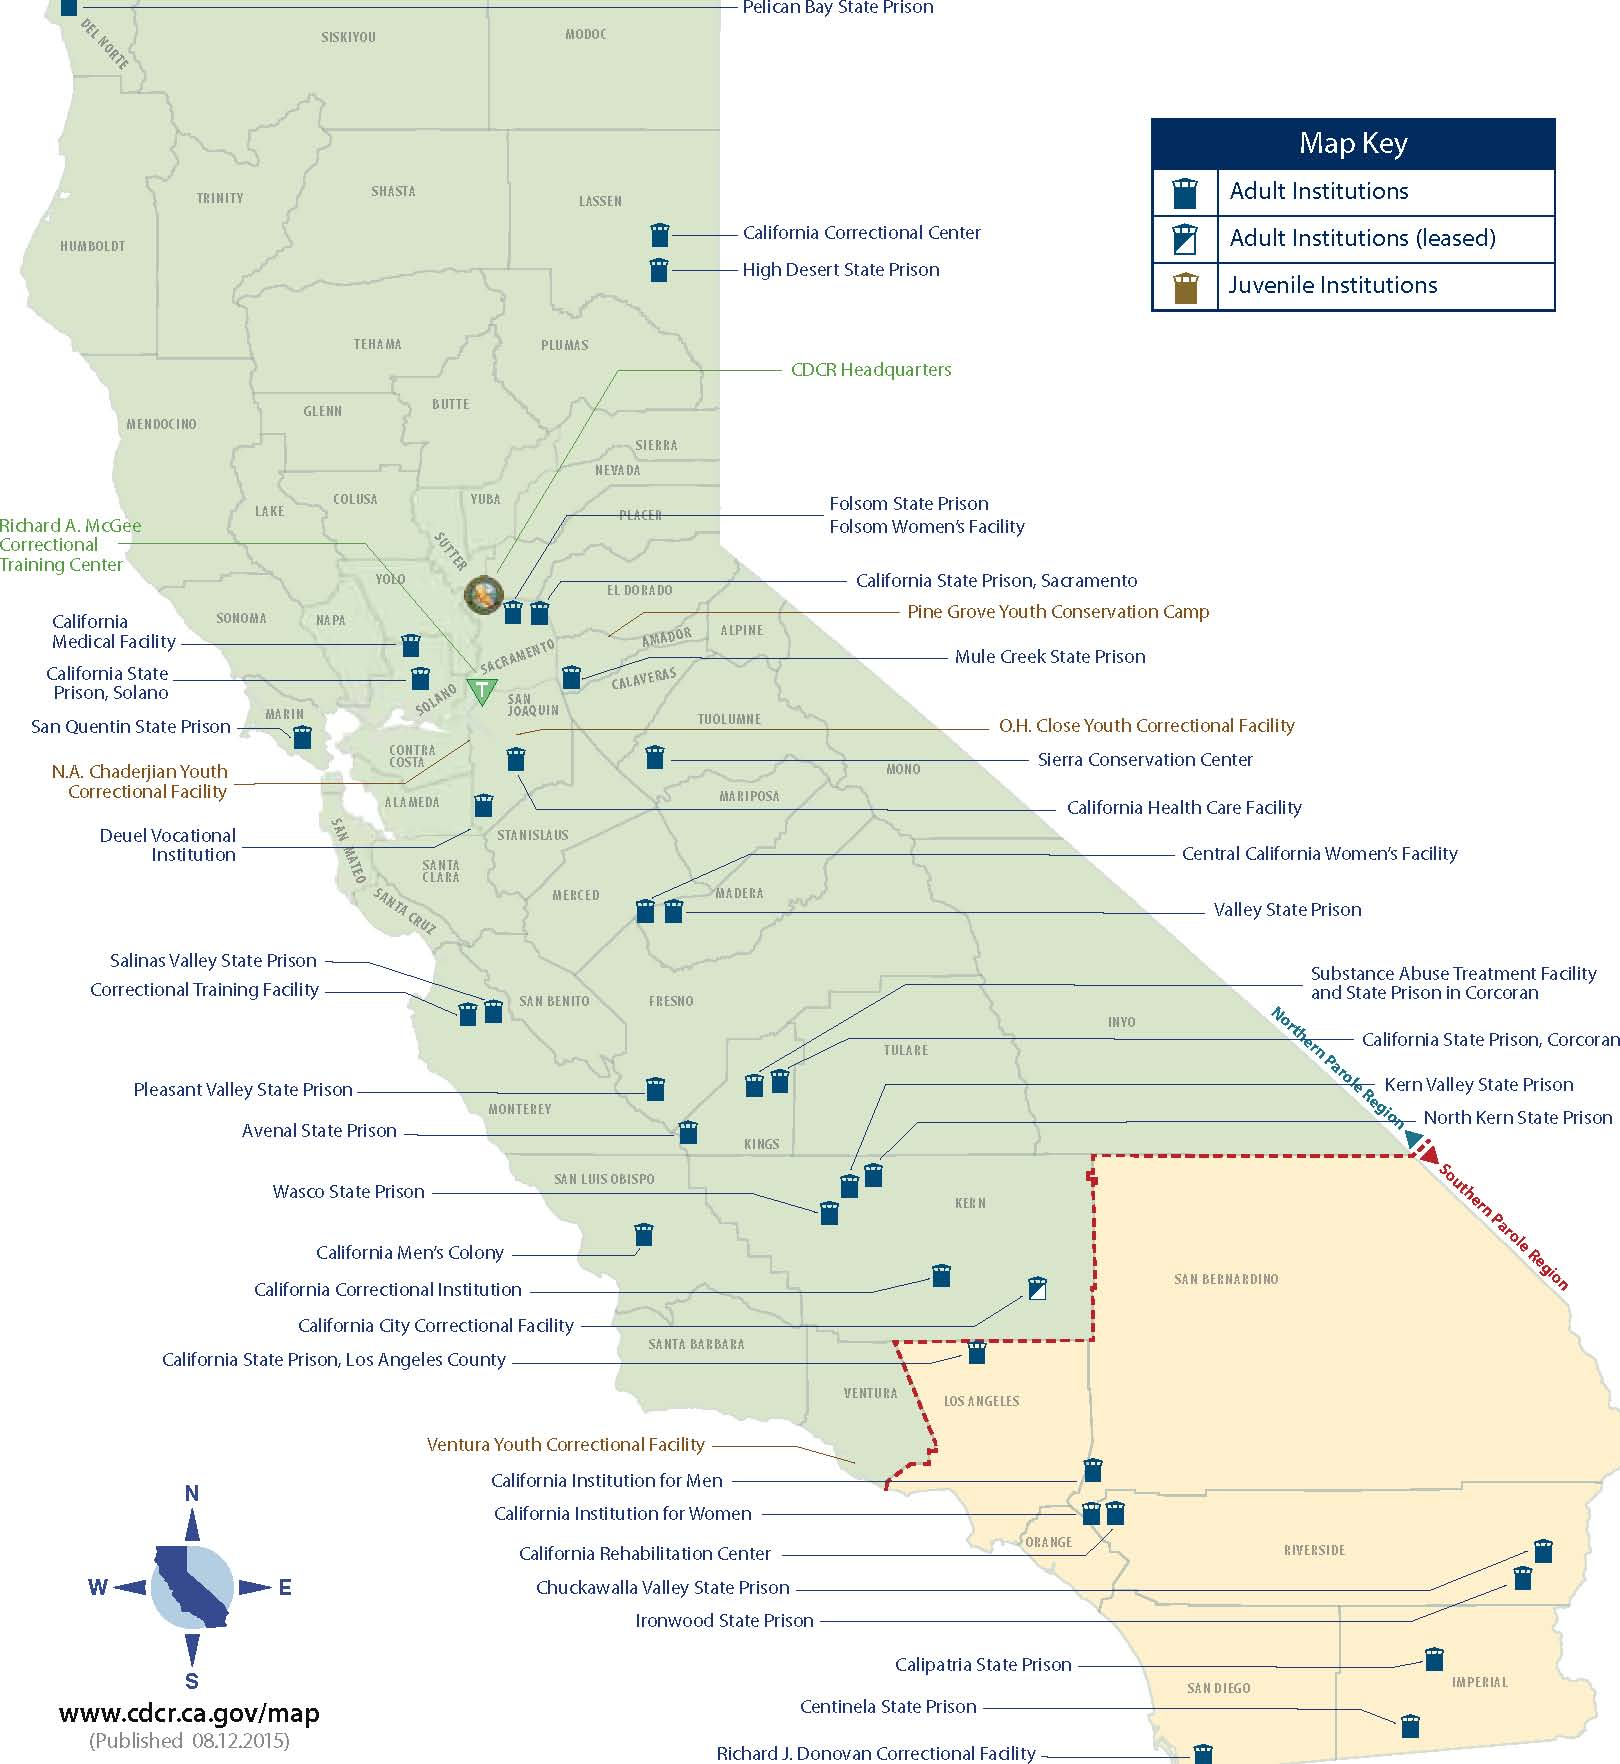 Pelican Bay State Prison
DEL NORTE
SISKIYOU
MODOC
Map Key
Adult Institutions
Adult Institutions (leased)
Juvenile Institutions
TRINITY
SHASTA
LASSEN
HUMBOLDT
California Correctional Center
High Desert State Prison
TEHAMA
PLUMAS
CDCR Headquarters
GLENN
BUTTE
MENDOCINO
SIERRA
NEVADA
COLUSA
YUBA
LAKE
PLACER
Folsom State Prison
Folsom Women's Facility
Richard A. McGee
Correctional
Training Center
SUTTER
YOLO
EL DORADO
California State Prison, Sacramento
Pine Grove Youth Conservation Camp
SONOMA
NAPA
California
Medical Facility
SACRAMENTO
AMADOR
ALPINE
Mule Creek State Prison
California State
Prison, Solano
SOLANO
CALAVERAS
SAN
JOAQUIN
MARIN
San Quentin State Prison
TUOLUMNE
O.H. Close Youth Correctional Facility
CONTRA
COSTA
Sierra Conservation Center
MONO
N.A. Chaderjian Youth
Correctional Facility
ALAMEDA
MARIPOSA
California Health Care Facility
Deuel Vocational
Institution
STANISLAUS
SAN MATEO
SANTA
CLARA
Central California Women's Facility
MERCED
MADERA
SANTA CRUZ
Valley State Prison
Salinas Valley State Prison
Correctional Training Facility
SAN BENITO
FRESNO
Substance Abuse Treatment Facility
and State Prison in Corcoran
INYO
Northern Parole Region
California State Prison, Corcoran
TULARE
Pleasant Valley State Prison
Kern Valley State Prison
MONTEREY
North Kern State Prison
Avenal State Prison
KINGS
Southern Parole Region
SAN LUIS OBISPO
Wasco State Prison
KERN
California Men's Colony
SAN BERNARDINO
California Correctional Institution
California City Correctional Facility
SANTA BARBARA
California State Prison, Los Angeles County
VENTURA
LOS ANGELES
Ventura Youth Correctional Facility
California Institution for Men
California Institution for Women
ORANGE
RIVERSIDE
California Rehabilitation Center
Chuckawalla Valley State Prison
Ironwood State Prison
N
W
E
S
Calipatria State Prison
SAN DIEGO
IMPERIAL
Centinela State Prison
www.cdcr.ca.gov/map
(Published 08.12.2015)
Richard J. Donovan Correctional Facility
T